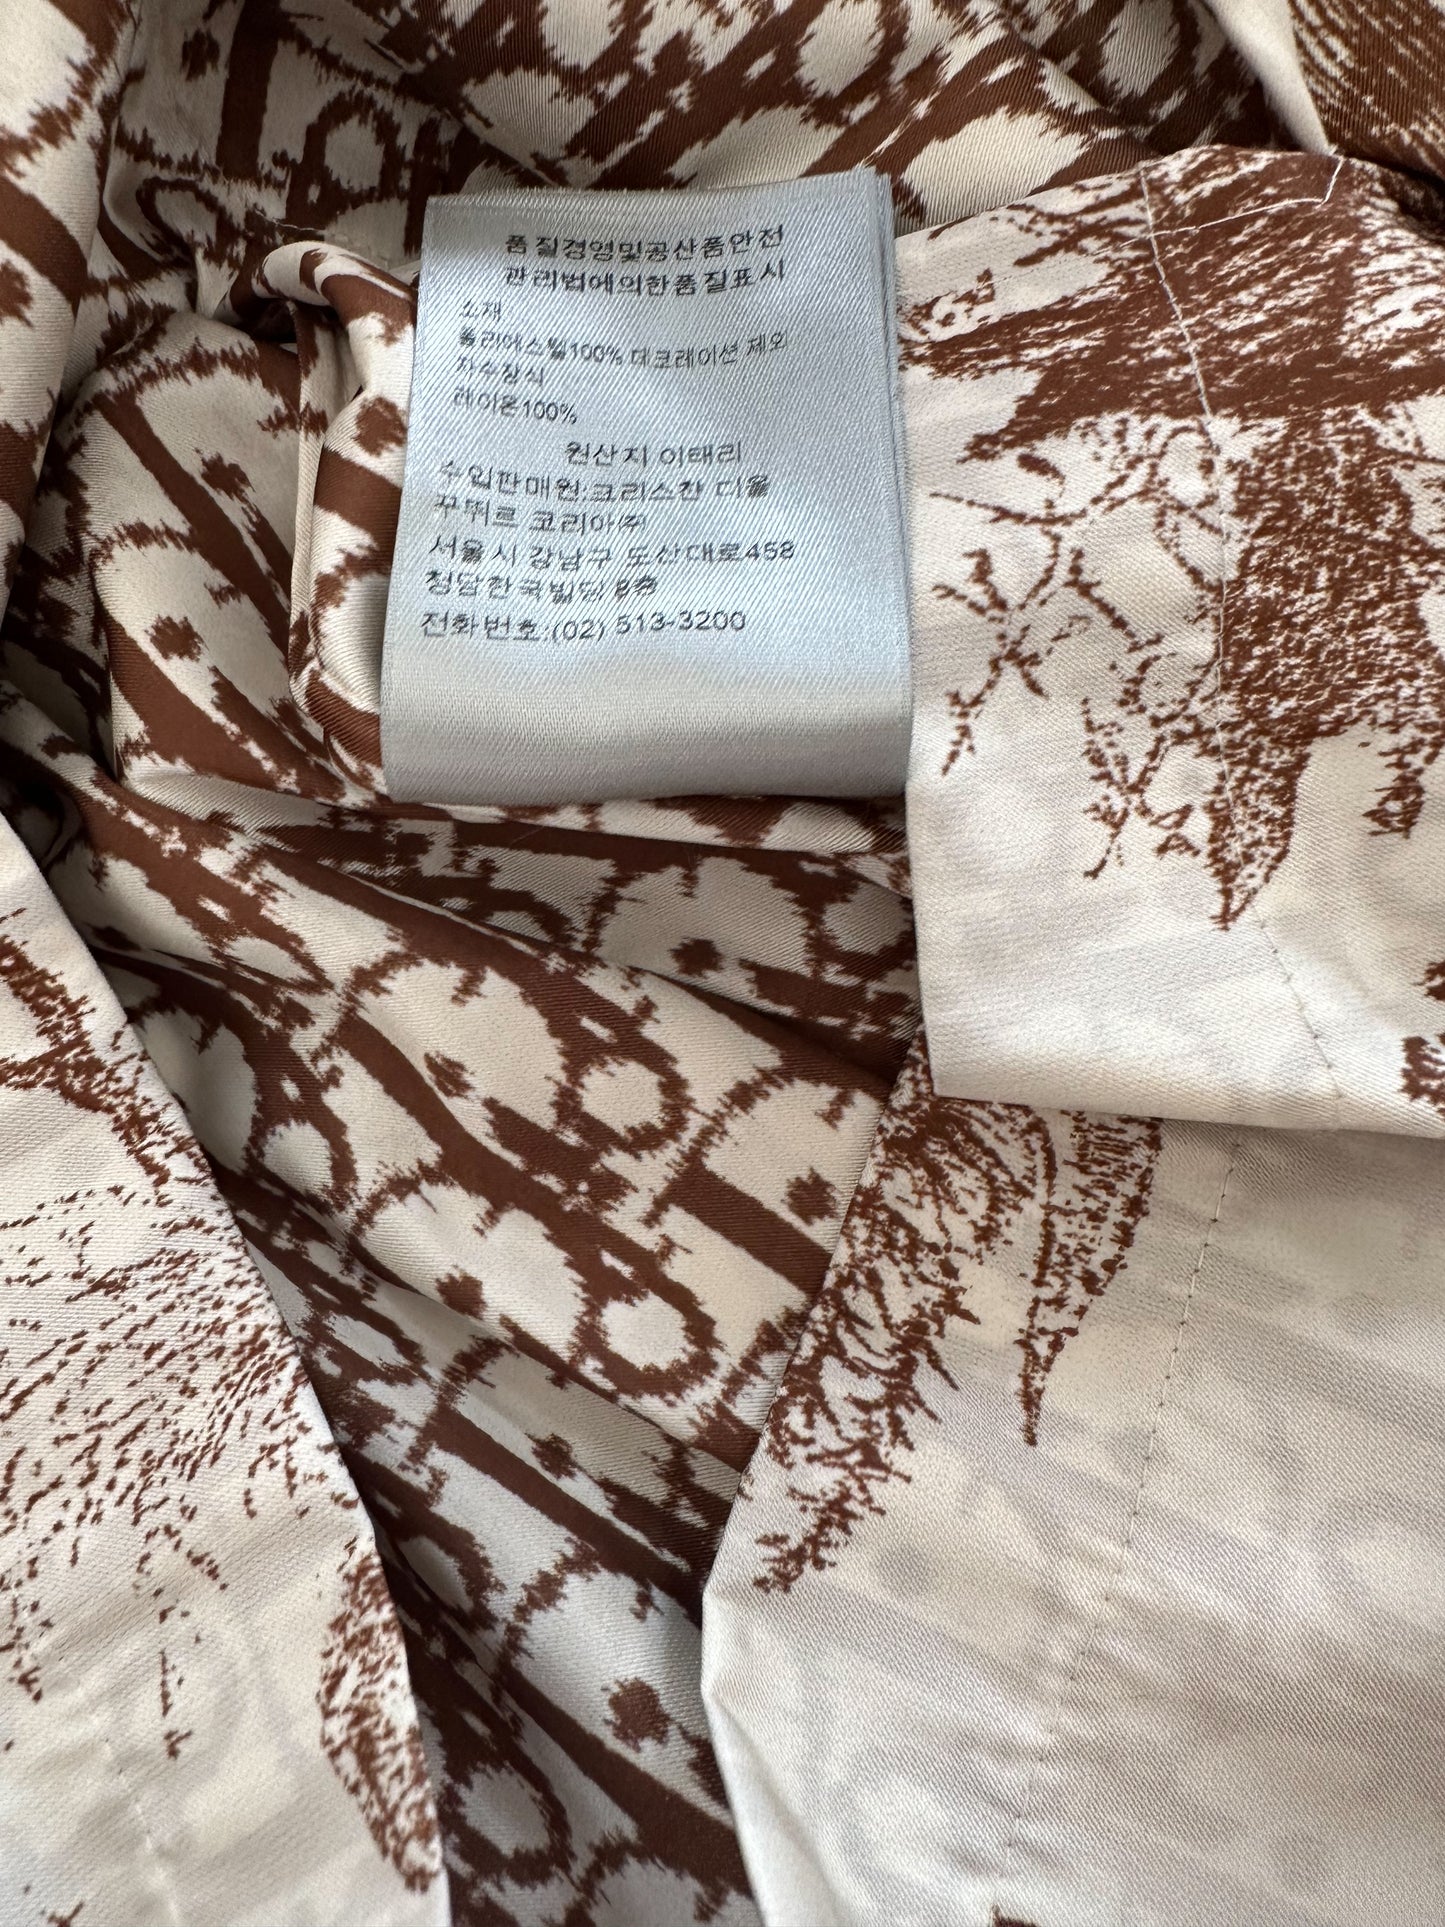 품질경영및공산품안전
관리법에의한품질표시
소재
폴리에스텔100% 데코레이션 제외
자수장식
레이온100%
원산지 이태리
수입판매원:크리스챤 디올
꾸뛰르 코리아(주)
서울시 강남구 도산대로458
청담한국빌딩 8층
전화번호:(02) 513-3200